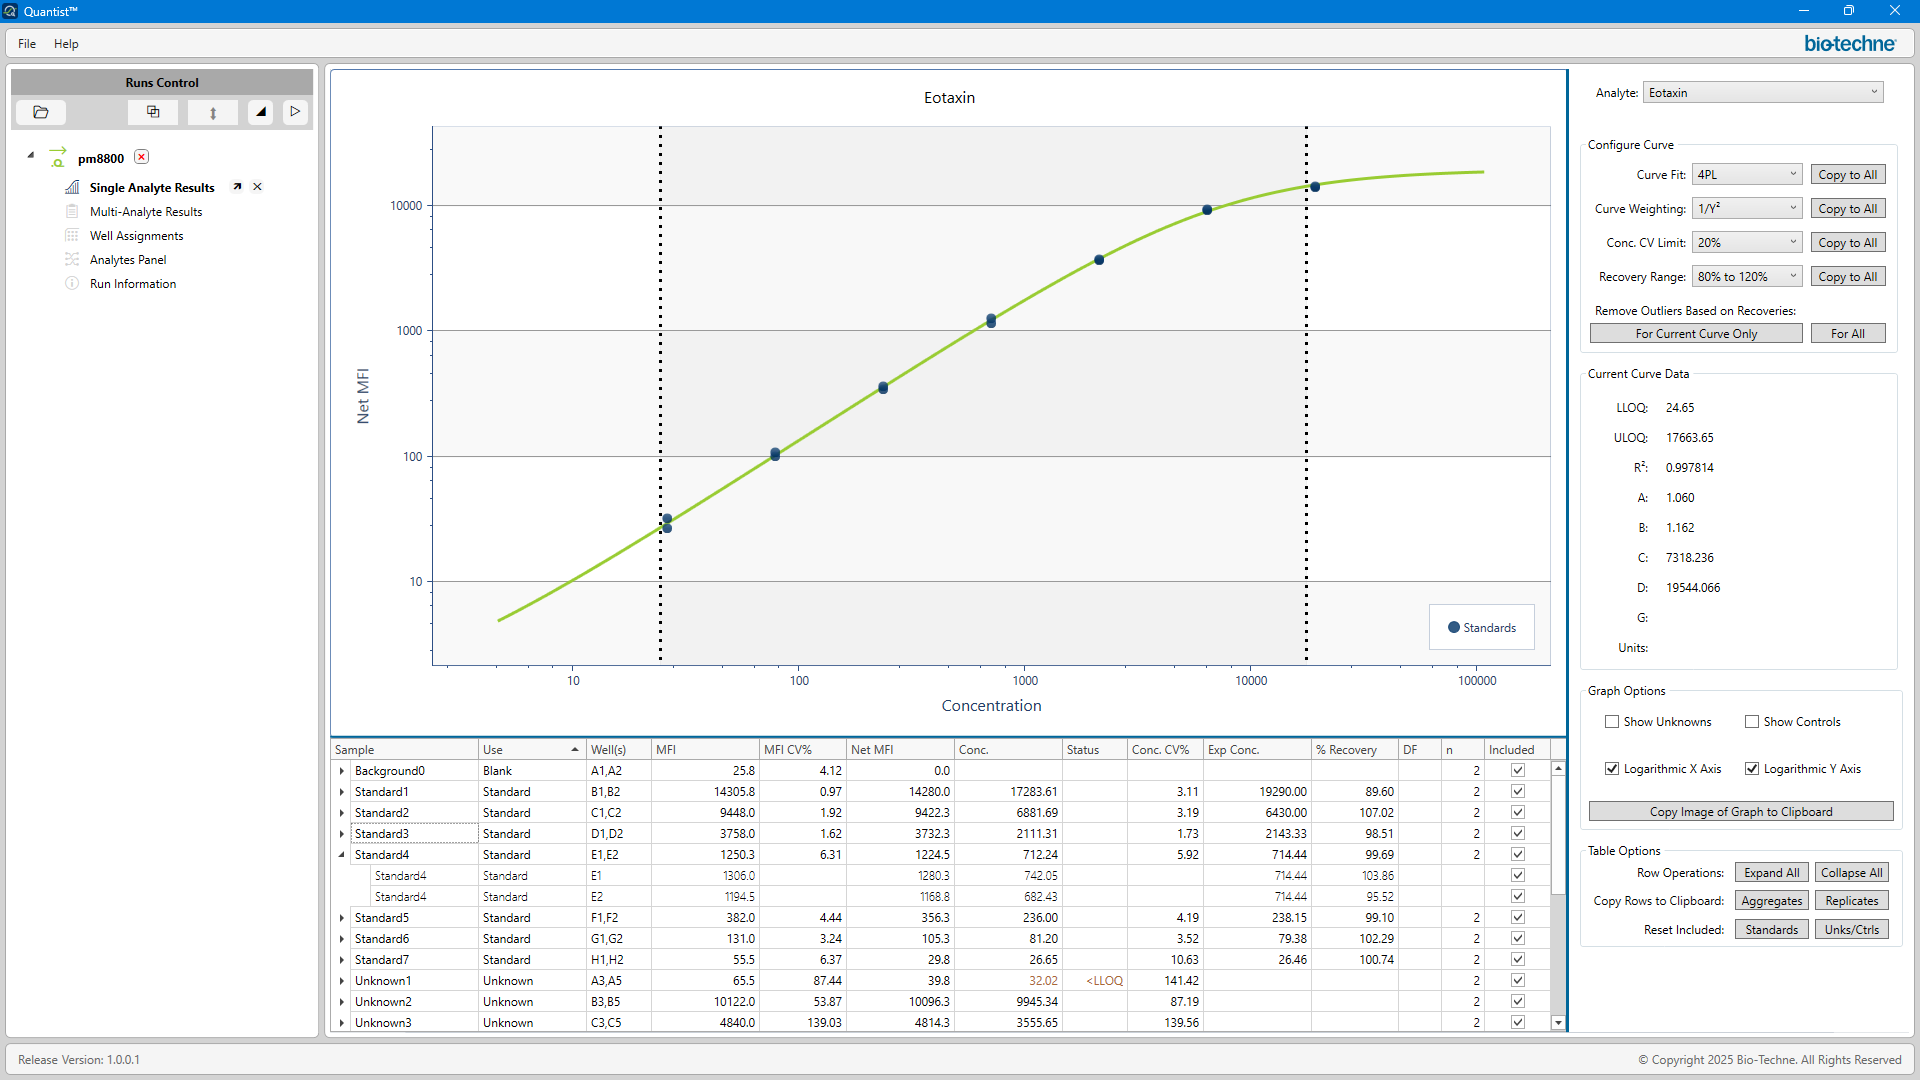 Quantist™
File Help
bio-techne
Runs Control
pm8800
Single Analyte Results
Multi-Analyte Results
Well Assignments
Analytes Panel
Run Information
Eotaxin
Net MFI
10000
1000
100
10
10 100 1000 10000 100000
Concentration
Standards
Analyte: Eotaxin
Configure Curve
Curve Fit: 4PL Copy to All
Curve Weighting: 1/Y² Copy to All
Conc. CV Limit: 20% Copy to All
Recovery Range: 80% to 120% Copy to All
Remove Outliers Based on Recoveries:
For Current Curve Only For All
Current Curve Data
LLOQ: 24.65
ULOQ: 17663.65
R²: 0.997814
A: 1.060
B: 1.162
C: 7318.236
D: 19544.066
G:
Units:
Graph Options
Show Unknowns Show Controls
Logarithmic X Axis Logarithmic Y Axis
Copy Image of Graph to Clipboard
Table Options
Row Operations: Expand All Collapse All
Copy Rows to Clipboard: Aggregates Replicates
Reset Included: Standards Unks/Ctrls
Sample Use Well(s) MFI MFI CV% Net MFI Conc. Status Conc. CV% Exp Conc. % Recovery DF n Included
Background0 Blank A1,A2 25.8 4.12 0.0 2
Standard1 Standard B1,B2 14305.8 0.97 14280.0 17283.61 3.11 19290.00 89.60 2
Standard2 Standard C1,C2 9448.0 1.92 9422.3 6881.69 3.19 6430.00 107.02 2
Standard3 Standard D1,D2 3758.0 1.62 3732.3 2111.31 1.73 2143.33 98.51 2
Standard4 Standard E1,E2 1250.3 6.31 1224.5 712.24 5.92 714.44 99.69 2
Standard4 Standard E1 1306.0 1280.3 742.05 714.44 103.86
Standard4 Standard E2 1194.5 1168.8 682.43 714.44 95.52
Standard5 Standard F1,F2 382.0 4.44 356.3 236.00 4.19 238.15 99.10 2
Standard6 Standard G1,G2 131.0 3.24 105.3 81.20 3.52 79.38 102.29 2
Standard7 Standard H1,H2 55.5 6.37 29.8 26.65 10.63 26.46 100.74 2
Unknown1 Unknown A3,A5 65.5 87.44 39.8 32.02 <LLOQ 141.42 2
Unknown2 Unknown B3,B5 10122.0 53.87 10096.3 9945.34 87.19 2
Unknown3 Unknown C3,C5 4840.0 139.03 4814.3 3555.65 139.56 2
Release Version: 1.0.0.1
© Copyright 2025 Bio-Techne. All Rights Reserved